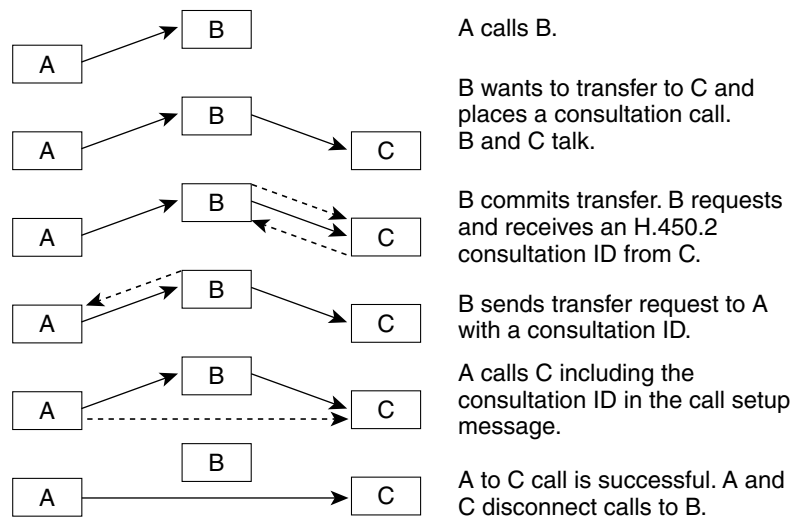 B
A
A calls B.
B
A
C
B wants to transfer to C and
places a consultation call.
B and C talk.
B
A
C
B commits transfer. B requests
and receives an H.450.2
consultation ID from C.
B
A
C
B sends transfer request to A
with a consultation ID.
B
A
C
A calls C including the
consultation ID in the call setup
message.
B
A
C
A to C call is successful. A and
C disconnect calls to B.